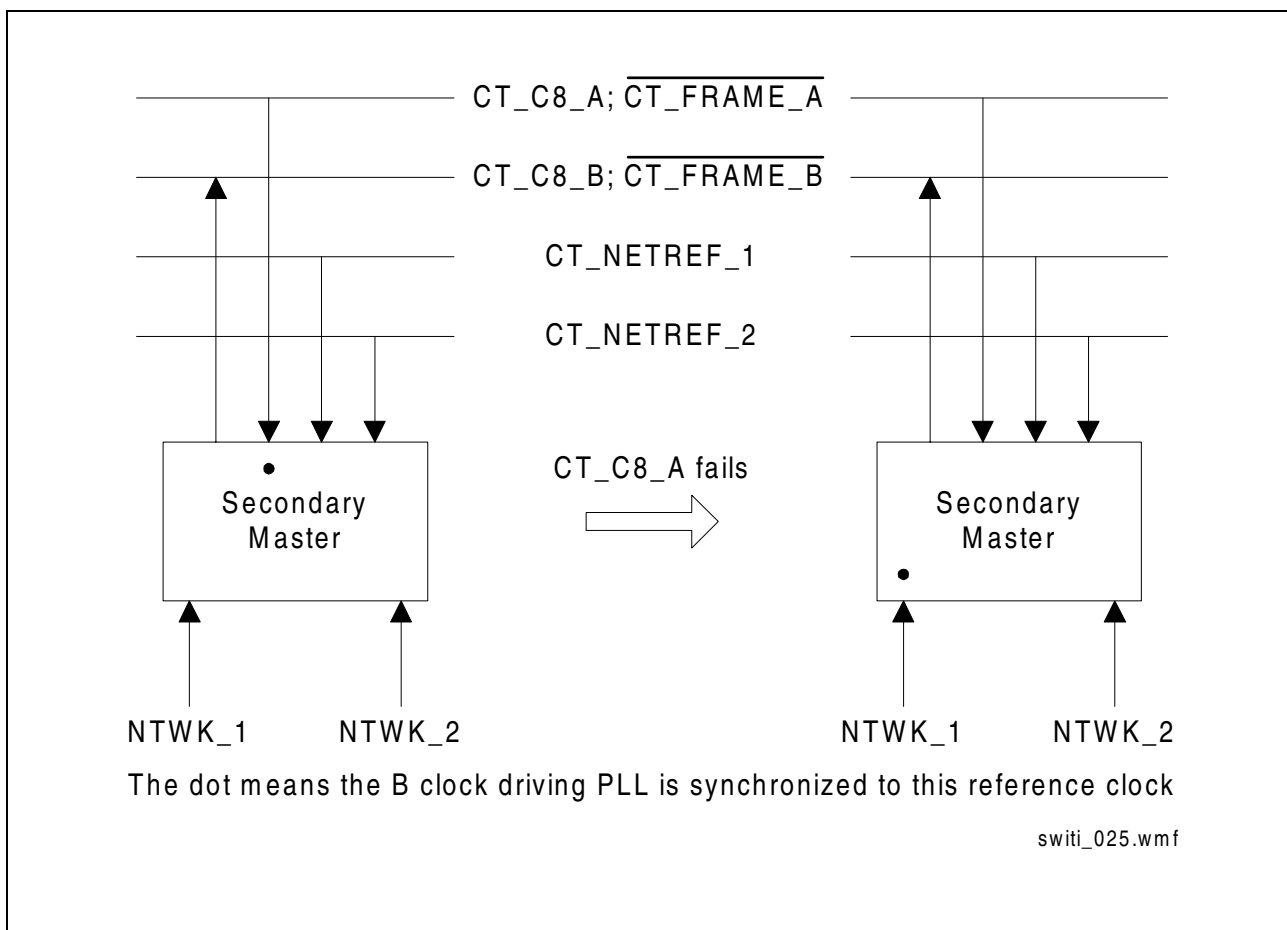 CT_C8_A; CT_FRAME_A
CT_C8_B; CT_FRAME_B
CT_NETREF_1
CT_NETREF_2
Secondary
Master
CT_C8_A fails
Secondary
Master
NTWK_1 NTWK_2 NTWK_1 NTWK_2
The dot means the B clock driving PLL is synchronized to this reference clock
switi_025.wmf